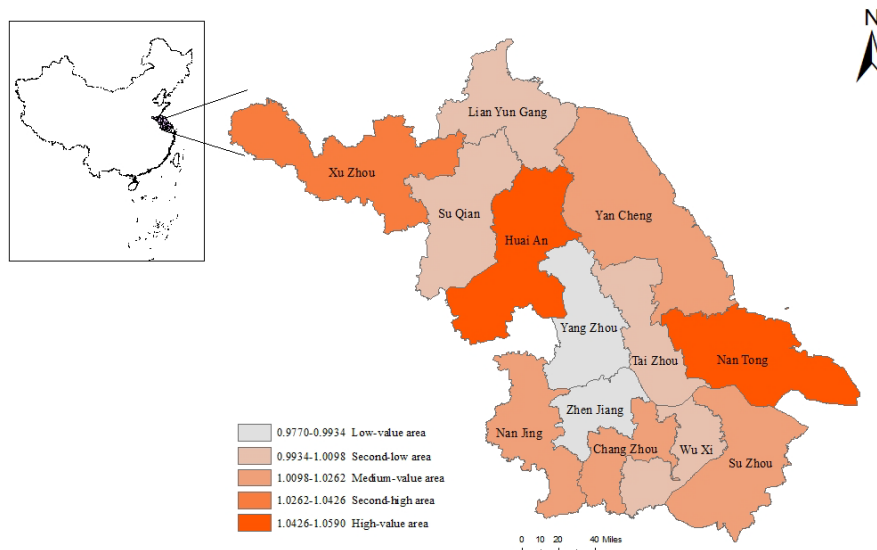 N
Lian Yun Gang
Xu Zhou
Su Qian
Yan Cheng
Huai An
Yang Zhou
Tai Zhou
Nan Tong
Zhen Jiang
Nan Jing
Chang Zhou
Wu Xi
Su Zhou
0.9770-0.9934 Low-value area
0.9934-1.0098 Second-low area
1.0098-1.0262 Medium-value area
1.0262-1.0426 Second-high area
1.0426-1.0590 High-value area
0 10 20 40 Miles